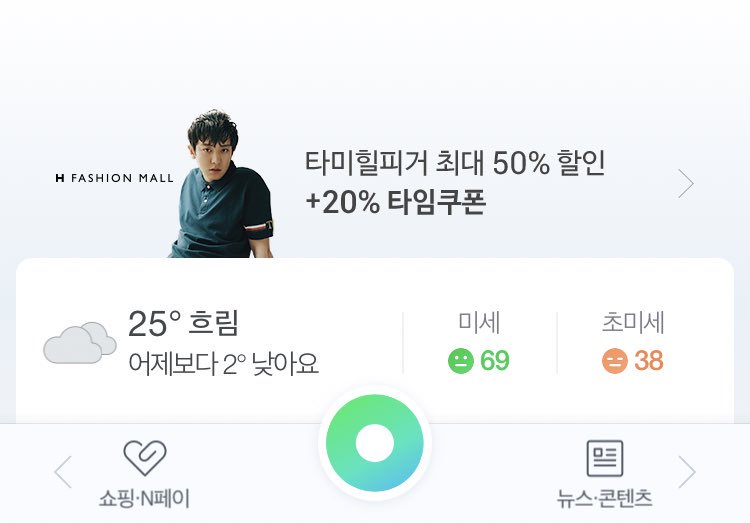 H FASHION MALL
타미힐피거 최대 50% 할인
+20% 타임쿠폰
25° 흐림
어제보다 2° 낮아요
미세
69
초미세
38
쇼핑·N페이
뉴스·콘텐츠